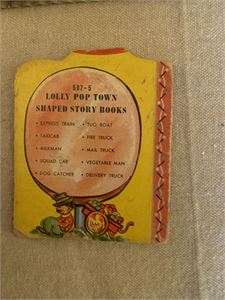 587-5
LOLLY POP TOWN
SHAPED STORY BOOKS
• EXPRESS TRAIN • TUG BOAT
• TAXICAB • FIRE TRUCK
• MILKMAN • MAIL TRUCK
• SQUAD CAR • VEGETABLE MAN
• DOG CATCHER • DELIVERY TRUCK